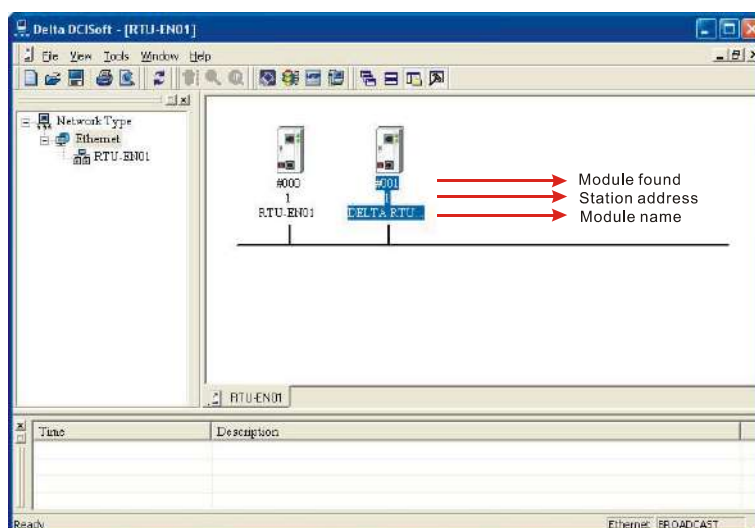 Delta DCISoft - [RTU-EN01]
File View Tools Window Help
Network Type
Ethernet
RTU-EN01
#000
1
RTU-EN01
#001
1
DELTA RTU...
Module found
Station address
Module name
RTU-EN01
Time Description
Ready Ethernet BROADCAST